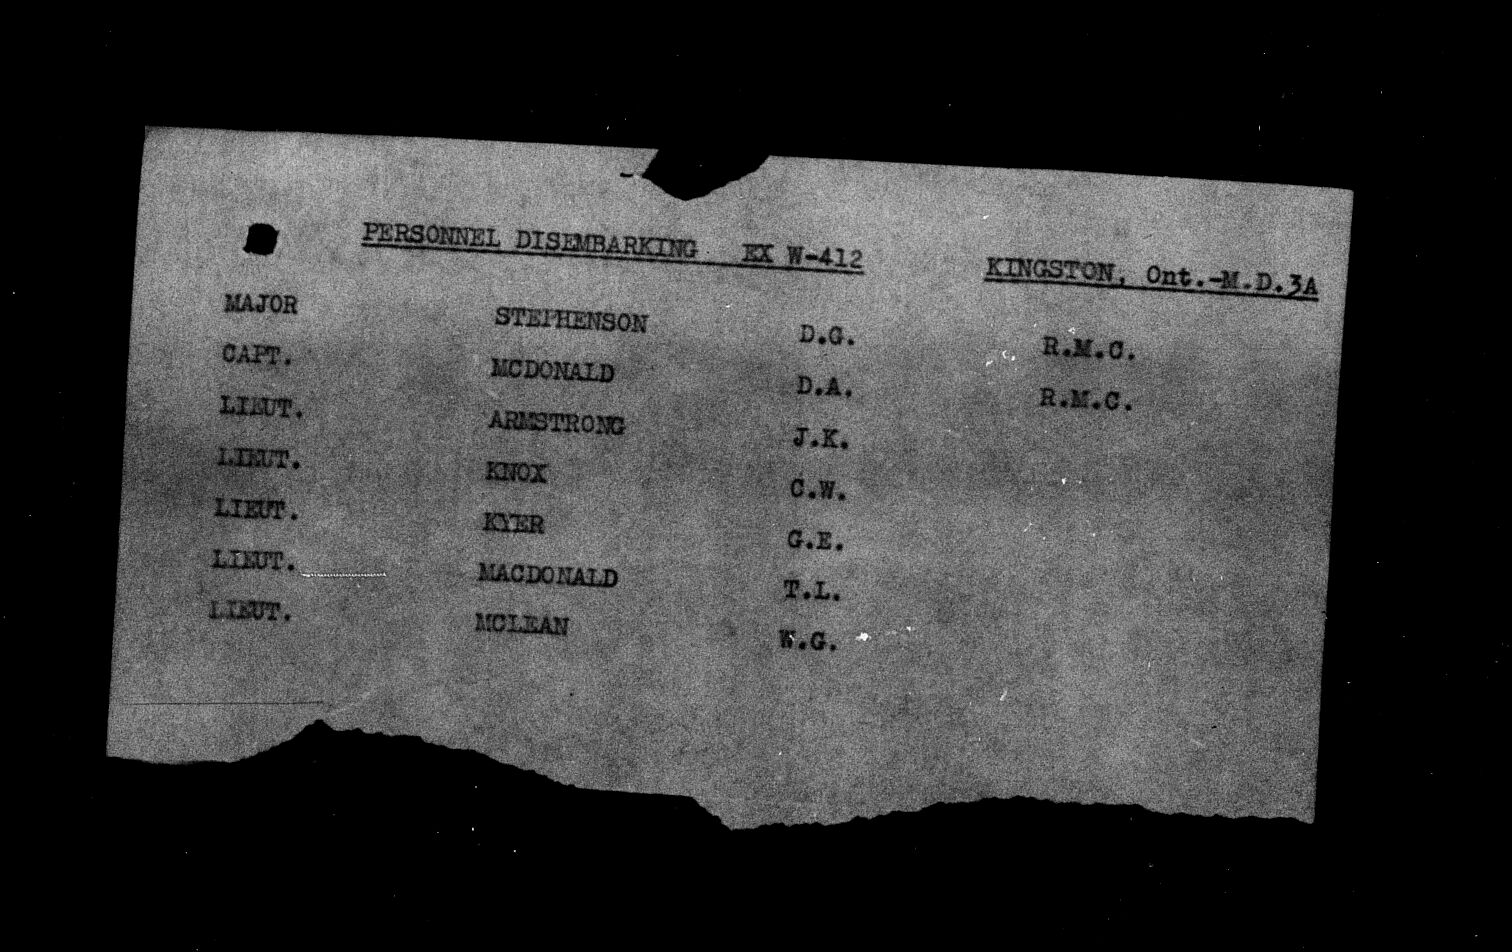 PERSONNEL DISEMBARKING EX W-412 KINGSTON, Ont.-M.D.3A
MAJOR STEPHENSON D.G. R.M.C.
CAPT. MCDONALD D.A. R.M.C.
LIEUT. ARMSTRONG J.K.
LIEUT. KNOX C.W.
LIEUT. KYER G.E.
LIEUT. MACDONALD T.L.
LIEUT. MCLEAN W.G.